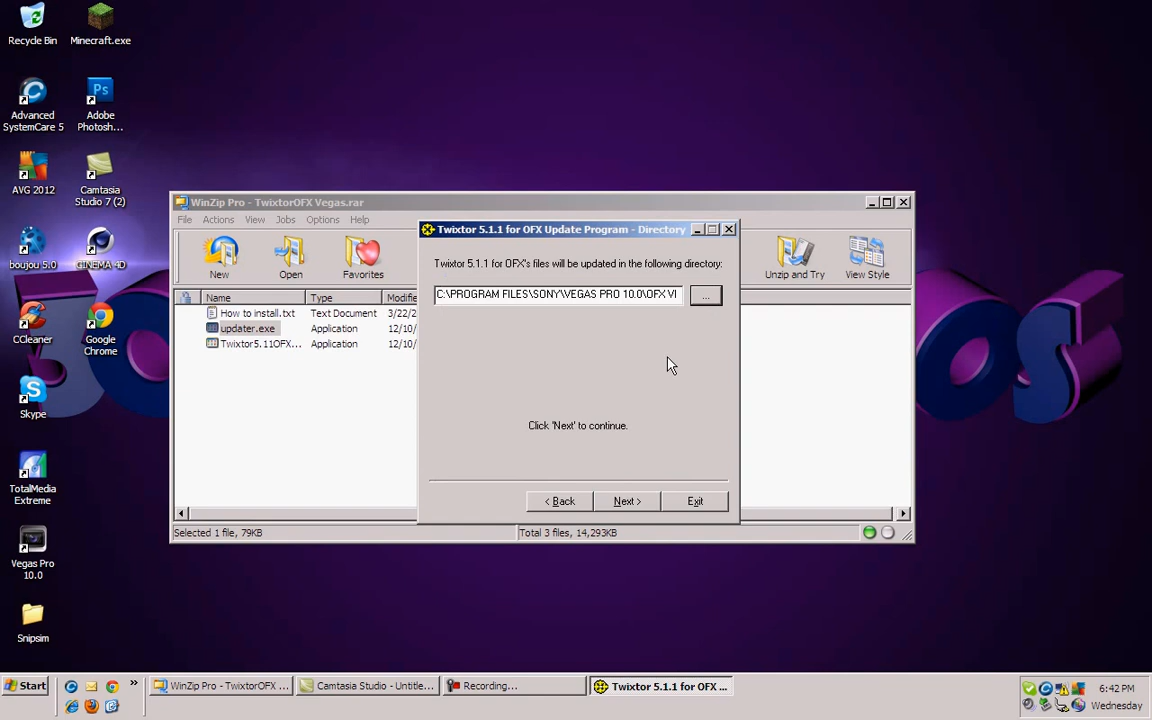 Recycle Bin
Minecraft.exe
Advanced
SystemCare 5
Adobe
Photosh...
AVG 2012
Camtasia
Studio 7 (2)
boujou 5.0
CINEMA 4D
CCleaner
Google
Chrome
Skype
TotalMedia
Extreme
Vegas Pro
10.0
Snipsim
WinZip Pro - TwixtorOFX Vegas.rar
File Actions View Jobs Options Help
New
Open
Favorites
Unzip and Try
View Style
Name Type Modifie
How to install.txt Text Document 3/22/2
updater.exe Application 12/10/
Twixtor5.11OFX... Application 12/10/
Selected 1 file, 79KB
Total 3 files, 14,293KB
Twixtor 5.1.1 for OFX Update Program - Directory
Twixtor 5.1.1 for OFX's files will be updated in the following directory:
C:\PROGRAM FILES\SONY\VEGAS PRO 10.0\OFX VI
...
Click 'Next' to continue.
< Back
Next >
Exit
Start
»
WinZip Pro - TwixtorOFX ...
Camtasia Studio - Untitle...
Recording...
Twixtor 5.1.1 for OFX ...
6:42 PM
Wednesday